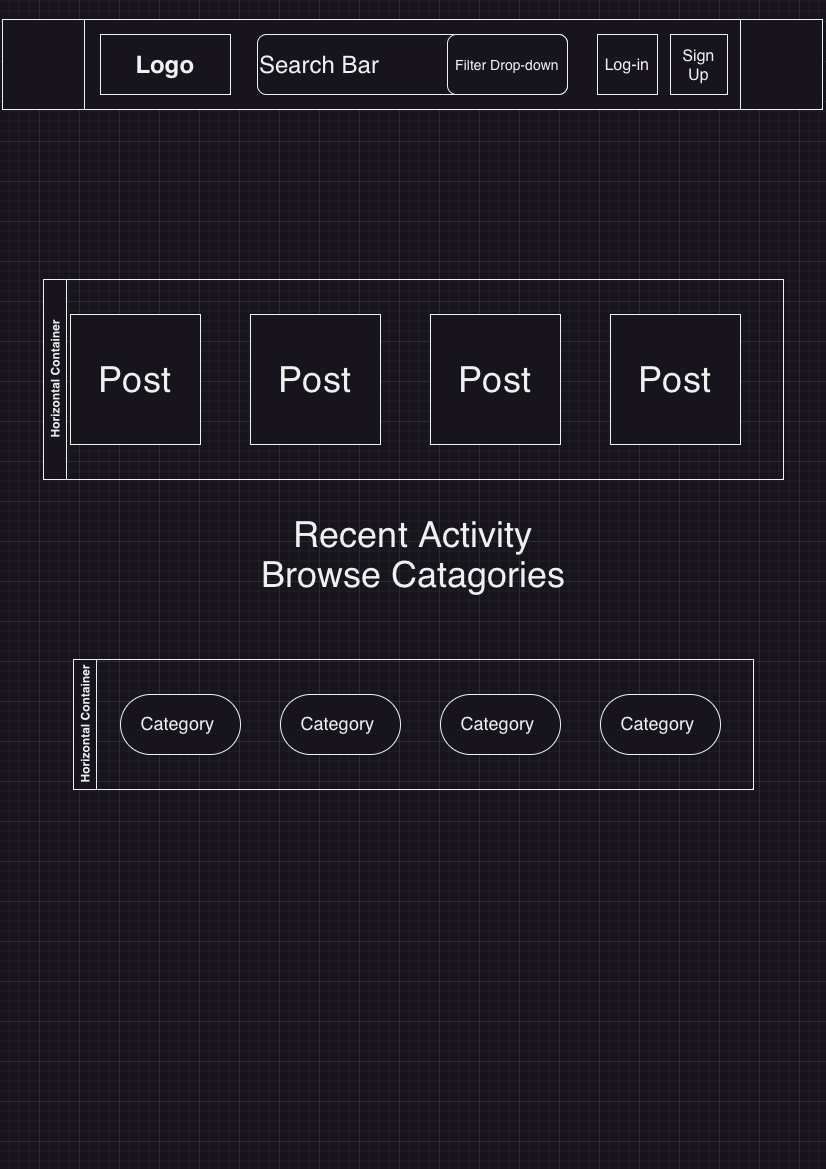 Logo
Search Bar
Filter Drop-down
Log-in
Sign
Up
Horizontal Container
Post
Post
Post
Post
Recent Activity
Browse Catagories
Horizontal Container
Category
Category
Category
Category